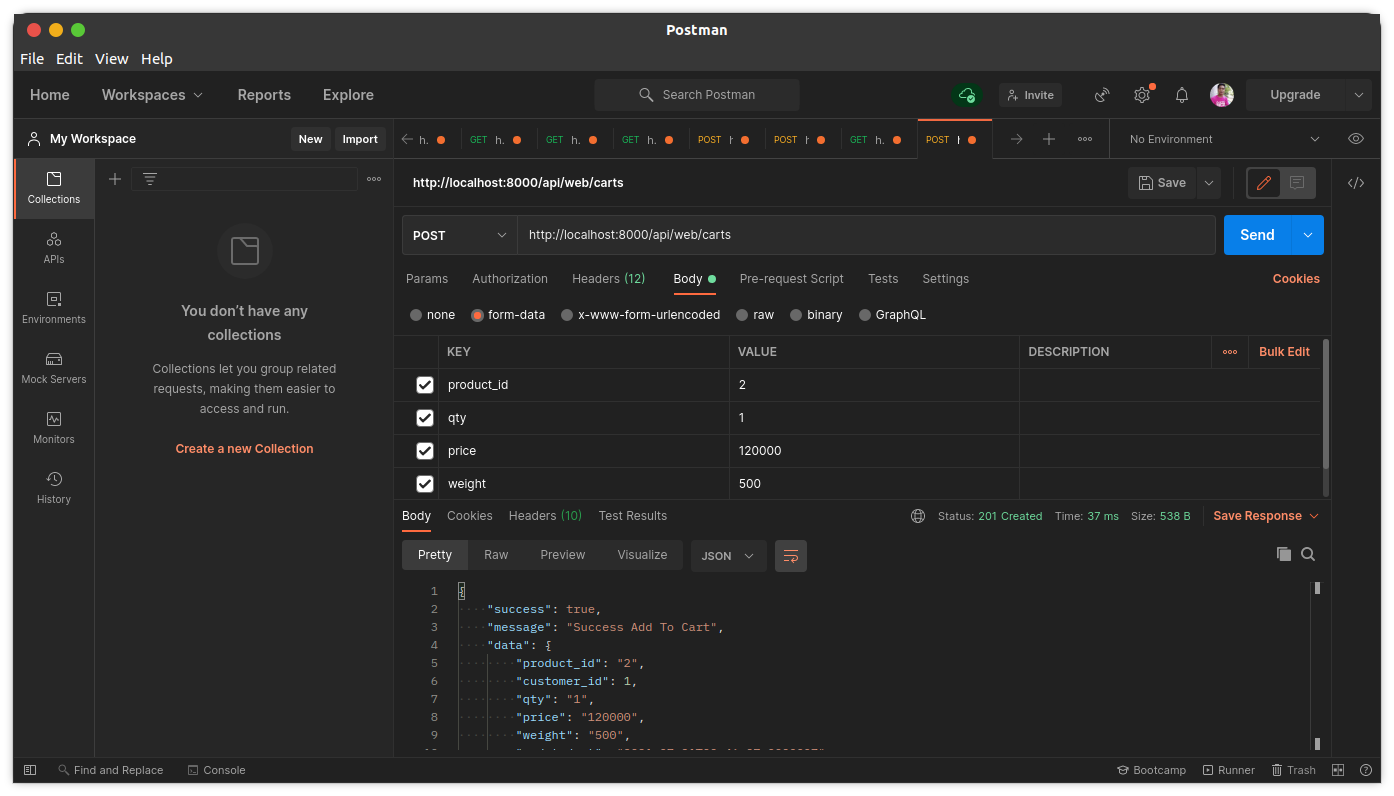 Postman
File Edit View Help
Home Workspaces Reports Explore Search Postman Invite Upgrade
My Workspace New Import h. GET h. GET h. GET h. POST POST GET h. POST No Environment
Collections
APIs
Environments
Mock Servers
Monitors
History
You don’t have any
collections
Collections let you group related
requests, making them easier to
access and run.
Create a new Collection
http://localhost:8000/api/web/carts Save
POST http://localhost:8000/api/web/carts Send
Params Authorization Headers (12) Body Pre-request Script Tests Settings Cookies
none form-data x-www-form-urlencoded raw binary GraphQL
KEY VALUE DESCRIPTION Bulk Edit
product_id 2
qty 1
price 120000
weight 500
Body Cookies Headers (10) Test Results Status: 201 Created Time: 37 ms Size: 538 B Save Response
Pretty Raw Preview Visualize JSON
1 {
2 "success": true,
3 "message": "Success Add To Cart",
4 "data": {
5 "product_id": "2",
6 "customer_id": 1,
7 "qty": "1",
8 "price": "120000",
9 "weight": "500",
Find and Replace Console Bootcamp Runner Trash